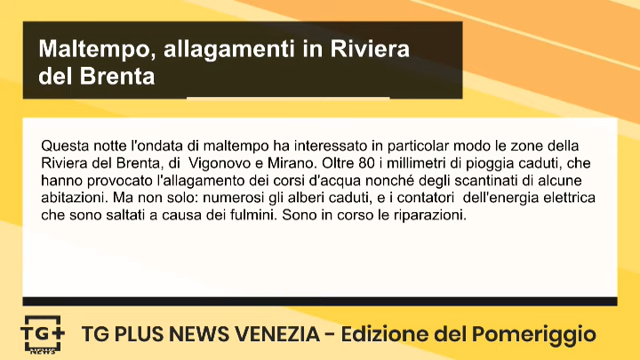 Maltempo, allagamenti in Riviera
del Brenta
Questa notte l'ondata di maltempo ha interessato in particolar modo le zone della
Riviera del Brenta, di  Vigonovo e Mirano. Oltre 80 i millimetri di pioggia caduti, che
hanno provocato l'allagamento dei corsi d'acqua nonché degli scantinati di alcune
abitazioni. Ma non solo: numerosi gli alberi caduti, e i contatori  dell'energia elettrica
che sono saltati a causa dei fulmini. Sono in corso le riparazioni.
TG+
NEWS
TG PLUS NEWS VENEZIA - Edizione del Pomeriggio